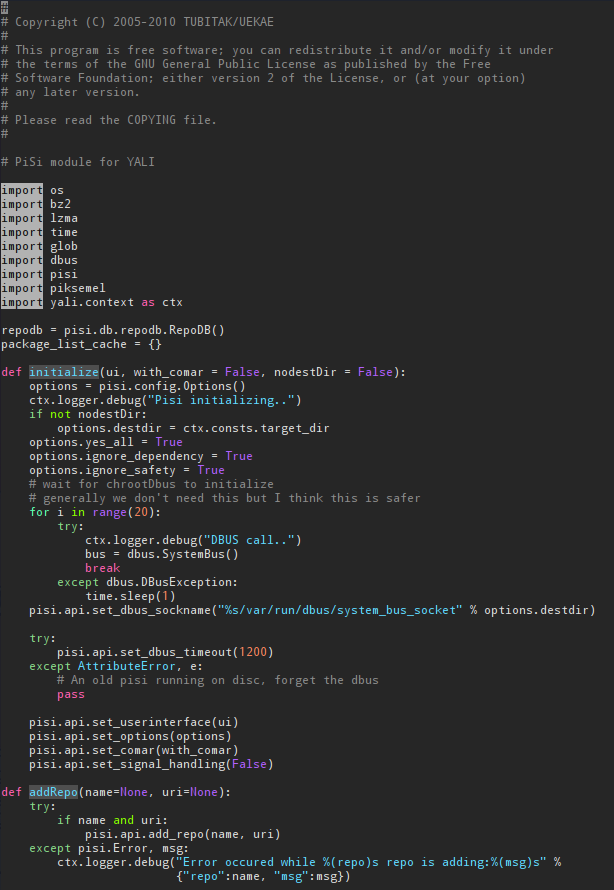 #
# Copyright (C) 2005-2010 TUBITAK/UEKAE
#
# This program is free software; you can redistribute it and/or modify it under
# the terms of the GNU General Public License as published by the Free
# Software Foundation; either version 2 of the License, or (at your option)
# any later version.
#
# Please read the COPYING file.
#

# PiSi module for YALI

import os
import bz2
import lzma
import time
import glob
import dbus
import pisi
import piksemel
import yali.context as ctx

repodb = pisi.db.repodb.RepoDB()
package_list_cache = {}

def initialize(ui, with_comar = False, nodestDir = False):
    options = pisi.config.Options()
    ctx.logger.debug("Pisi initializing..")
    if not nodestDir:
        options.destdir = ctx.consts.target_dir
    options.yes_all = True
    options.ignore_dependency = True
    options.ignore_safety = True
    # wait for chrootDbus to initialize
    # generally we don't need this but I think this is safer
    for i in range(20):
        try:
            ctx.logger.debug("DBUS call..")
            bus = dbus.SystemBus()
            break
        except dbus.DBusException:
            time.sleep(1)
    pisi.api.set_dbus_sockname("%s/var/run/dbus/system_bus_socket" % options.destdir)

    try:
        pisi.api.set_dbus_timeout(1200)
    except AttributeError, e:
        # An old pisi running on disc, forget the dbus
        pass

    pisi.api.set_userinterface(ui)
    pisi.api.set_options(options)
    pisi.api.set_comar(with_comar)
    pisi.api.set_signal_handling(False)

def addRepo(name=None, uri=None):
    try:
        if name and uri:
            pisi.api.add_repo(name, uri)
    except pisi.Error, msg:
        ctx.logger.debug("Error occured while %(repo)s repo is adding:%(msg)s" %
                         {"repo":name, "msg":msg})